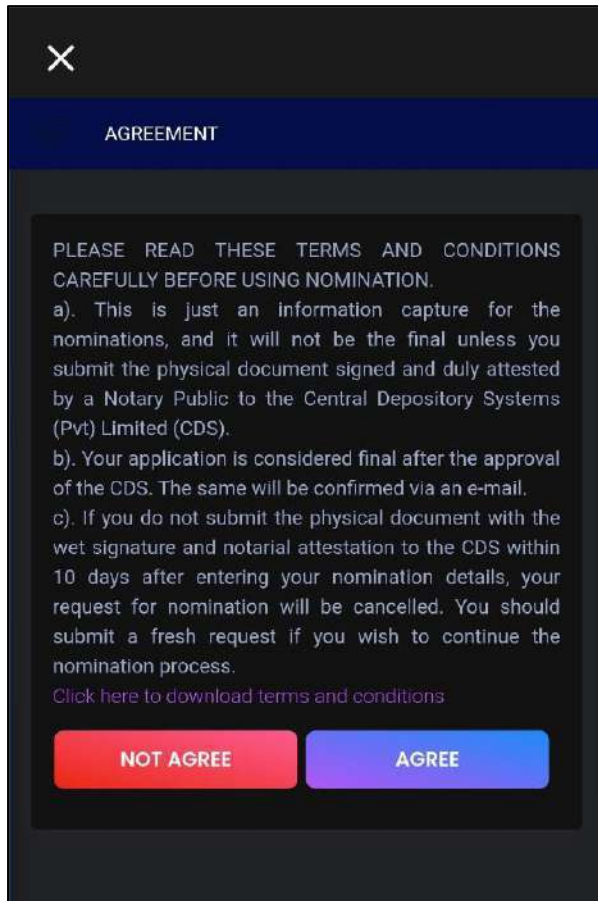 AGREEMENT
PLEASE READ THESE TERMS AND CONDITIONS
CAREFULLY BEFORE USING NOMINATION.
a). This is just an information capture for the
nominations, and it will not be the final unless you
submit the physical document signed and duly attested
by a Notary Public to the Central Depository Systems
(Pvt) Limited (CDS).
b). Your application is considered final after the approval
of the CDS. The same will be confirmed via an e-mail.
c). If you do not submit the physical document with the
wet signature and notarial attestation to the CDS within
10 days after entering your nomination details, your
request for nomination will be cancelled. You should
submit a fresh request if you wish to continue the
nomination process.
Click here to download terms and conditions
NOT AGREE
AGREE